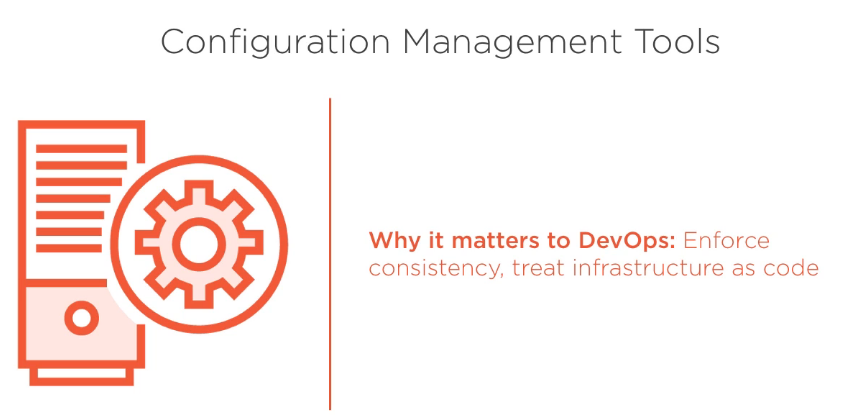 Configuration Management Tools
Why it matters to DevOps: Enforce
consistency, treat infrastructure as code